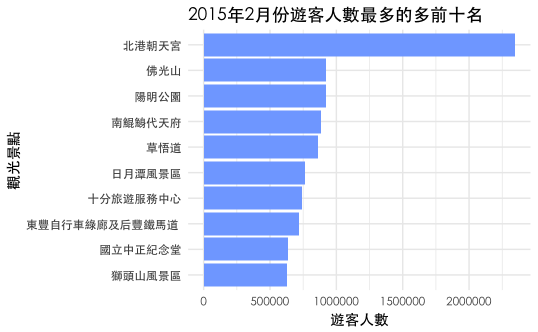 2015年2月份遊客人數最多的多前十名
觀光景點
北港朝天宮
佛光山
陽明公園
南鯤鯓代天府
草悟道
日月潭風景區
十分旅遊服務中心
東豐自行車綠廊及后豐鐵馬道
國立中正紀念堂
獅頭山風景區
0 500000 1000000 1500000 2000000
遊客人數